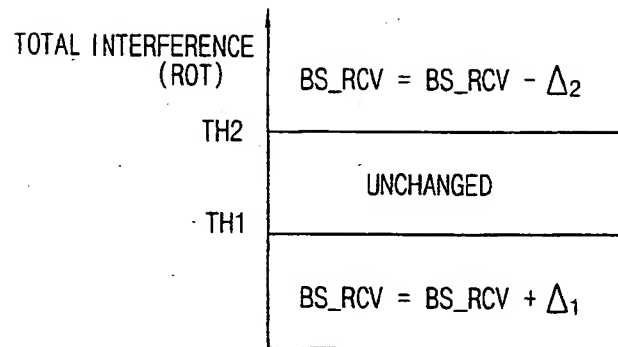 TOTAL INTERFERENCE
(ROT)
BS_RCV = BS_RCV - Δ2
TH2
UNCHANGED
TH1
BS_RCV = BS_RCV + Δ1